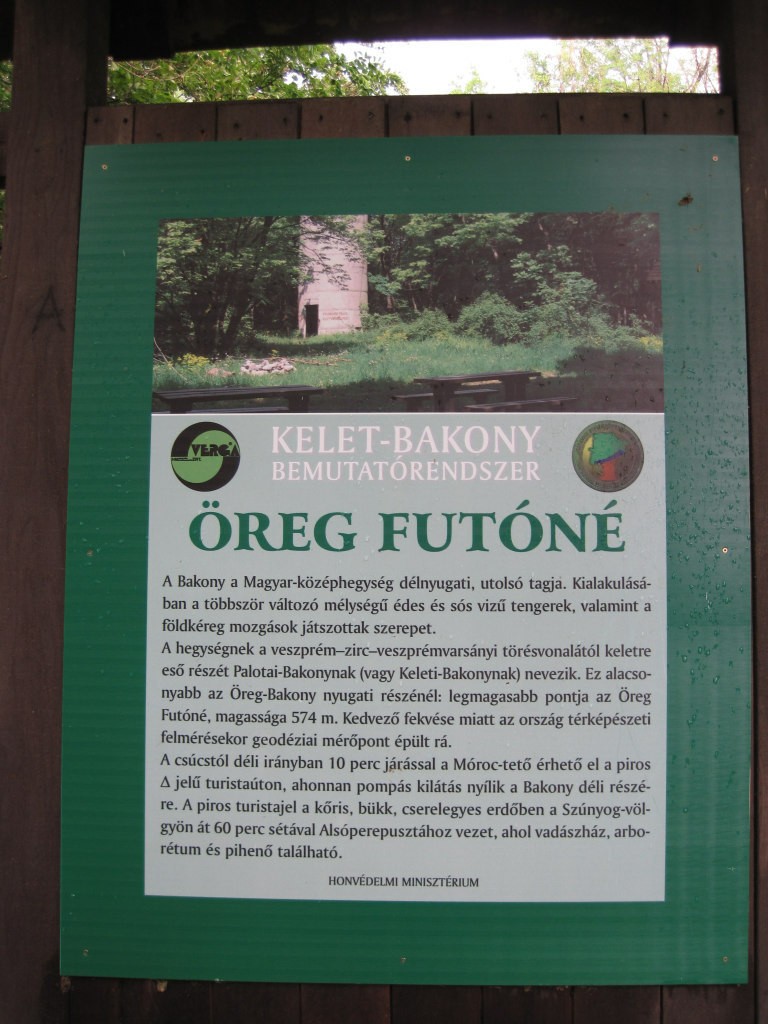 VERGA
KELET-BAKONY
BEMUTATÓRENDSZER
ÖREG FUTÓNÉ
A Bakony a Magyar-középhegység délnyugati, utolsó tagja. Kialakulásá-
ban a többször változó mélységű édes és sós vizű tengerek, valamint a
földkéreg mozgások játszottak szerepet.
A hegységnek a veszprém–zirc–veszprémvarsányi törésvonalától keletre
eső részét Palotai-Bakonynak (vagy Keleti-Bakonynak) nevezik. Ez alacso-
nyabb az Öreg-Bakony nyugati részénél: legmagasabb pontja az Öreg
Futóné, magassága 574 m. Kedvező fekvése miatt az ország térképészeti
felmérésekor geodéziai mérőpont épült rá.
A csúcstól déli irányban 10 perc járással a Móroc-tető érhető el a piros
Δ jelű turistaúton, ahonnan pompás kilátás nyílik a Bakony déli részé-
re. A piros turistajel a kőris, bükk, cserelegyes erdőben a Szúnyog-völ-
gyön át 60 perc sétával Alsóperepusztához vezet, ahol vadászház, arbo-
rétum és pihenő található.
HONVÉDELMI MINISZTÉRIUM